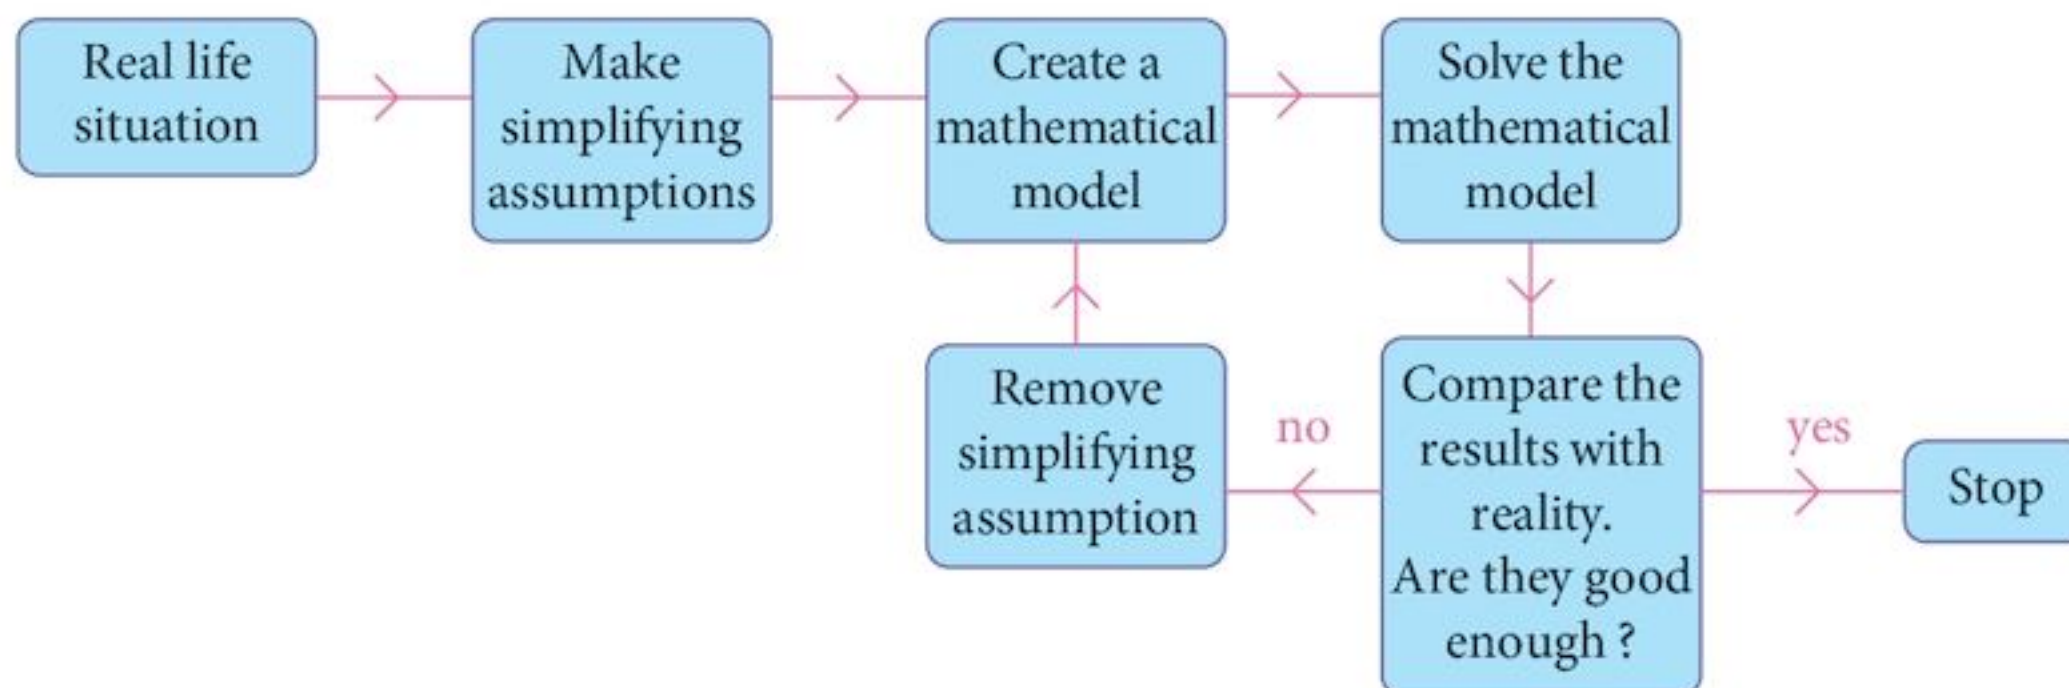 Real life
situation
Make
simplifying
assumptions
Create a
mathematical
model
Solve the
mathematical
model
Remove
simplifying
assumption
no
Compare the
results with
reality.
Are they good
enough ?
yes
Stop